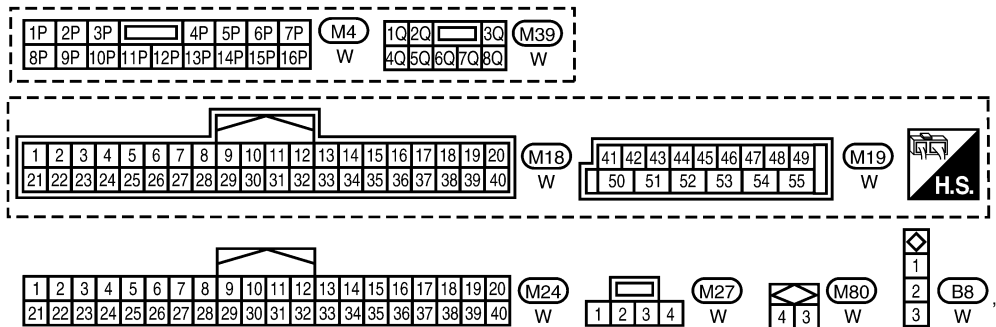 1P 2P 3P 4P 5P 6P 7P M4 1Q 2Q 3Q M39
8P 9P 10P 11P 12P 13P 14P 15P 16P W 4Q 5Q 6Q 7Q 8Q W
1 2 3 4 5 6 7 8 9 10 11 12 13 14 15 16 17 18 19 20 M18 41 42 43 44 45 46 47 48 49 M19
21 22 23 24 25 26 27 28 29 30 31 32 33 34 35 36 37 38 39 40 W 50 51 52 53 54 55 W H.S.
1 2 3 4 5 6 7 8 9 10 11 12 13 14 15 16 17 18 19 20 M24 M27 M80 1 2 B8 ,
21 22 23 24 25 26 27 28 29 30 31 32 33 34 35 36 37 38 39 40 W 1 2 3 4 W 4 3 W 3 W